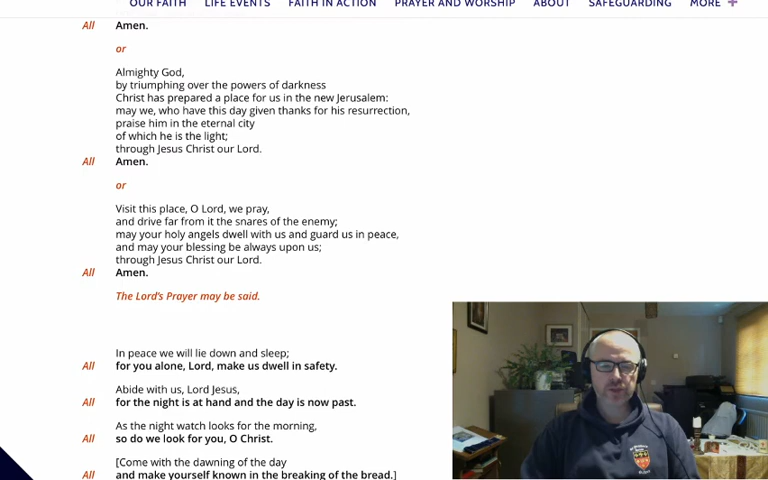 OUR FAITH LIFE EVENTS FAITH IN ACTION PRAYER AND WORSHIP ABOUT SAFEGUARDING MORE +
All Amen.
or
Almighty God,
by triumphing over the powers of darkness
Christ has prepared a place for us in the new Jerusalem:
may we, who have this day given thanks for his resurrection,
praise him in the eternal city
of which he is the light;
through Jesus Christ our Lord.
All Amen.
or
Visit this place, O Lord, we pray,
and drive far from it the snares of the enemy;
may your holy angels dwell with us and guard us in peace,
and may your blessing be always upon us;
through Jesus Christ our Lord.
All Amen.
The Lord's Prayer may be said.
In peace we will lie down and sleep;
All for you alone, Lord, make us dwell in safety.
Abide with us, Lord Jesus,
All for the night is at hand and the day is now past.
As the night watch looks for the morning,
All so do we look for you, O Christ.
[Come with the dawning of the day
All and make yourself known in the breaking of the bread.]